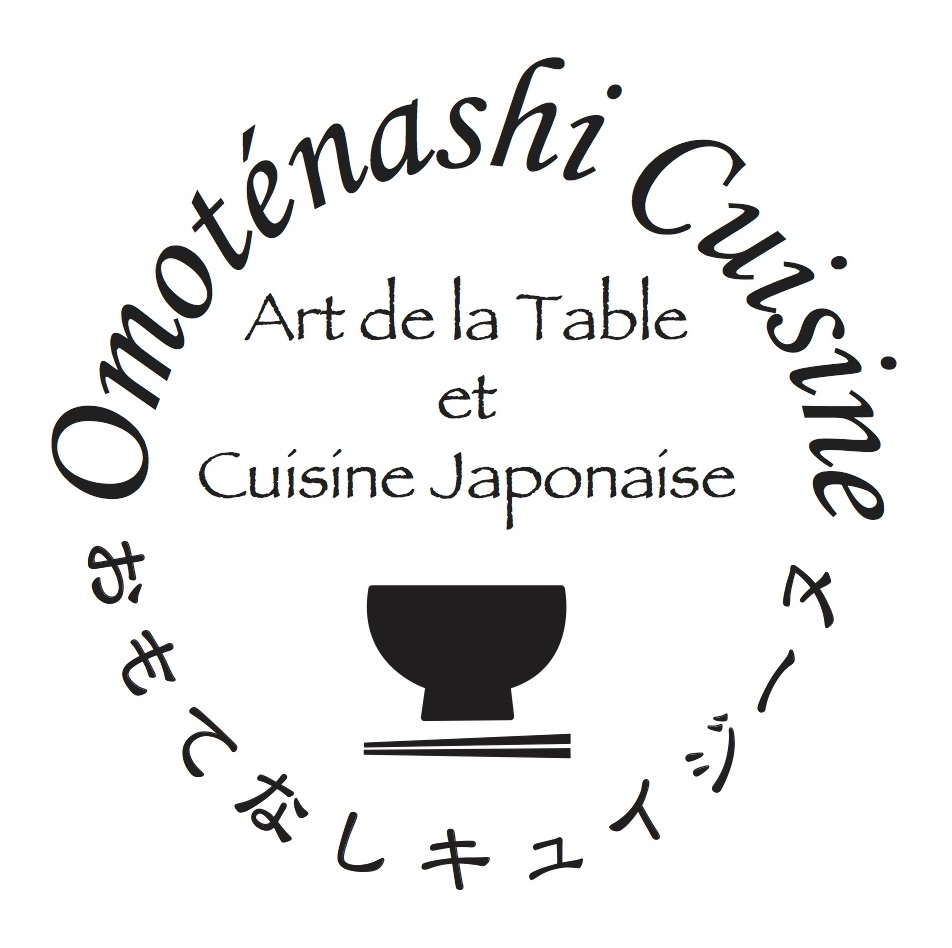 Omoténashi Cuisine
Art de la Table
et
Cuisine Japonaise
おもてなしキュイジーヌ